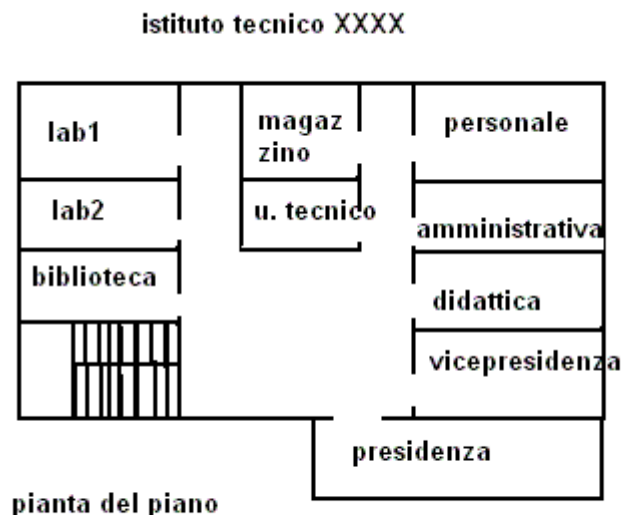 istituto tecnico XXXX
lab1
magaz
zino
personale
lab2
u. tecnico
amministrativa
biblioteca
didattica
vicepresidenza
presidenza
pianta del piano